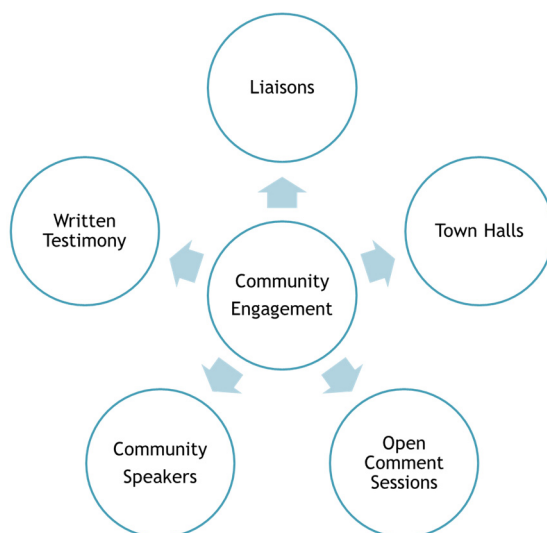 Liaisons
Written
Testimony
Town Halls
Community
Engagement
Community
Speakers
Open
Comment
Sessions